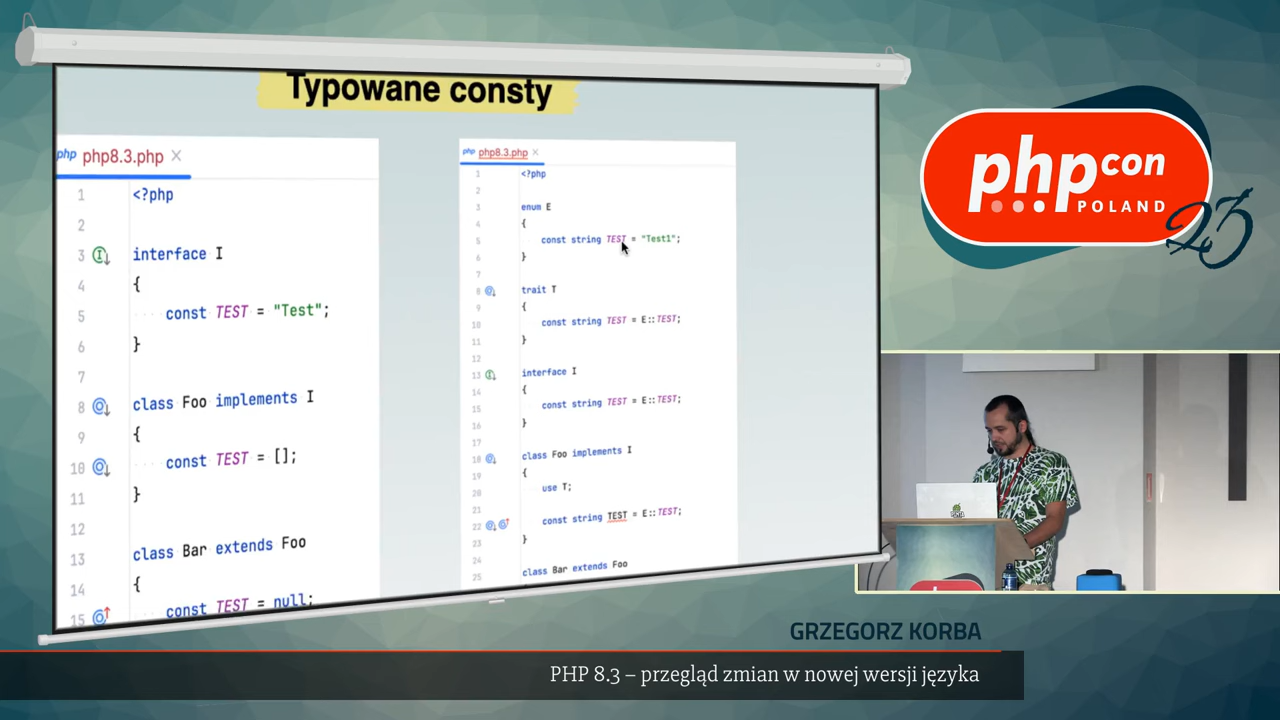 Typowane consty
php php8.3.php ×
1 <?php
2
3 interface I
4 {
5 const TEST = "Test";
6 }
7
8 class Foo implements I
9 {
10 const TEST = [];
11 }
12
13 class Bar extends Foo
14 {
15 const TEST = null;
php php8.3.php ×
1 <?php
2
3 enum E
4 {
5 const string TEST = "Test1";
6 }
7
8 trait T
9 {
10 const string TEST = E::TEST;
11 }
12
13 interface I
14 {
15 const string TEST = E::TEST;
16 }
17
18 class Foo implements I
19 {
20 use T;
21
22 const string TEST = E::TEST;
23 }
24
25 class Bar extends Foo
phpcon
POLAND
23
GRZEGORZ KORBA
PHP 8.3 – przegląd zmian w nowej wersji języka